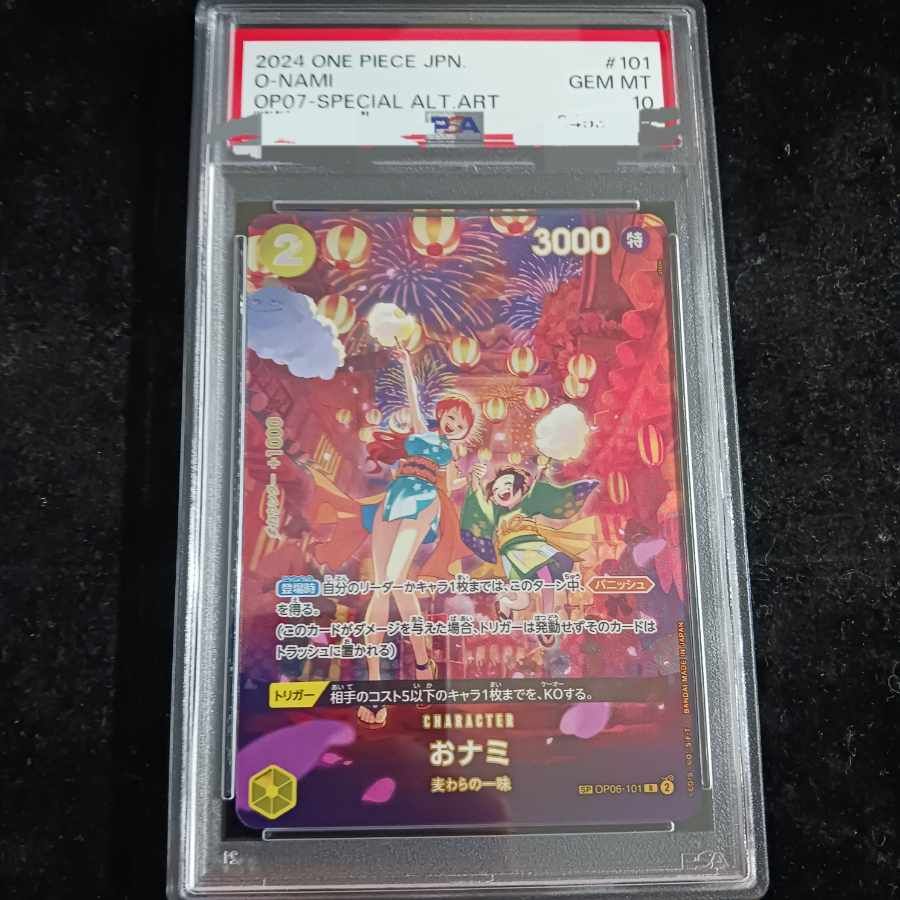 2024 ONE PIECE JPN. #101
O-NAMI GEM MT
OP07-SPECIAL ALT.ART 10
PSA
2
3000 特
カウンター +1000
登場時 自分のリーダーかキャラ1枚までは、このターン中、バニッシュ
を得る。
(このカードがダメージを与えた場合、トリガーは発動せずそのカードは
トラッシュに置かれる)
トリガー 相手のコスト5以下のキャラ1枚までを、KOする。
CHARACTER
おナミ
麦わらの一味
SP OP06-101 R 2
BANDAI MADE IN JAPAN
PSA